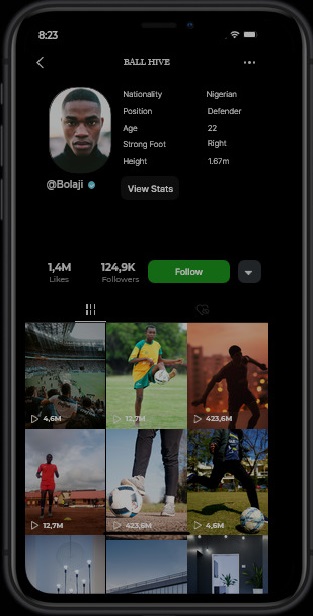 8:23
BALL HIVE
Nationality Nigerian
Position Defender
Age 22
Strong Foot Right
Height 1.67m
@Bolaji
View Stats
1,4M 124,9K
Likes Followers
Follow
4,6M 12,7M 423,6M
12,7M 423,6M 4,6M